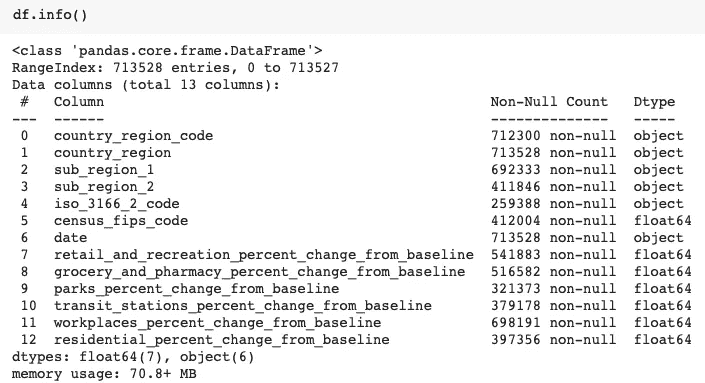 df.info()
<class 'pandas.core.frame.DataFrame'>
RangeIndex: 713528 entries, 0 to 713527
Data columns (total 13 columns):
 #   Column                                              Non-Null Count   Dtype
---  ------                                              --------------   -----
 0   country_region_code                                 712300 non-null  object
 1   country_region                                      713528 non-null  object
 2   sub_region_1                                        692333 non-null  object
 3   sub_region_2                                        411846 non-null  object
 4   iso_3166_2_code                                     259388 non-null  object
 5   census_fips_code                                    412004 non-null  float64
 6   date                                                713528 non-null  object
 7   retail_and_recreation_percent_change_from_baseline  541883 non-null  float64
 8   grocery_and_pharmacy_percent_change_from_baseline   516582 non-null  float64
 9   parks_percent_change_from_baseline                  321373 non-null  float64
 10  transit_stations_percent_change_from_baseline       379178 non-null  float64
 11  workplaces_percent_change_from_baseline             698191 non-null  float64
 12  residential_percent_change_from_baseline            397356 non-null  float64
dtypes: float64(7), object(6)
memory usage: 70.8+ MB